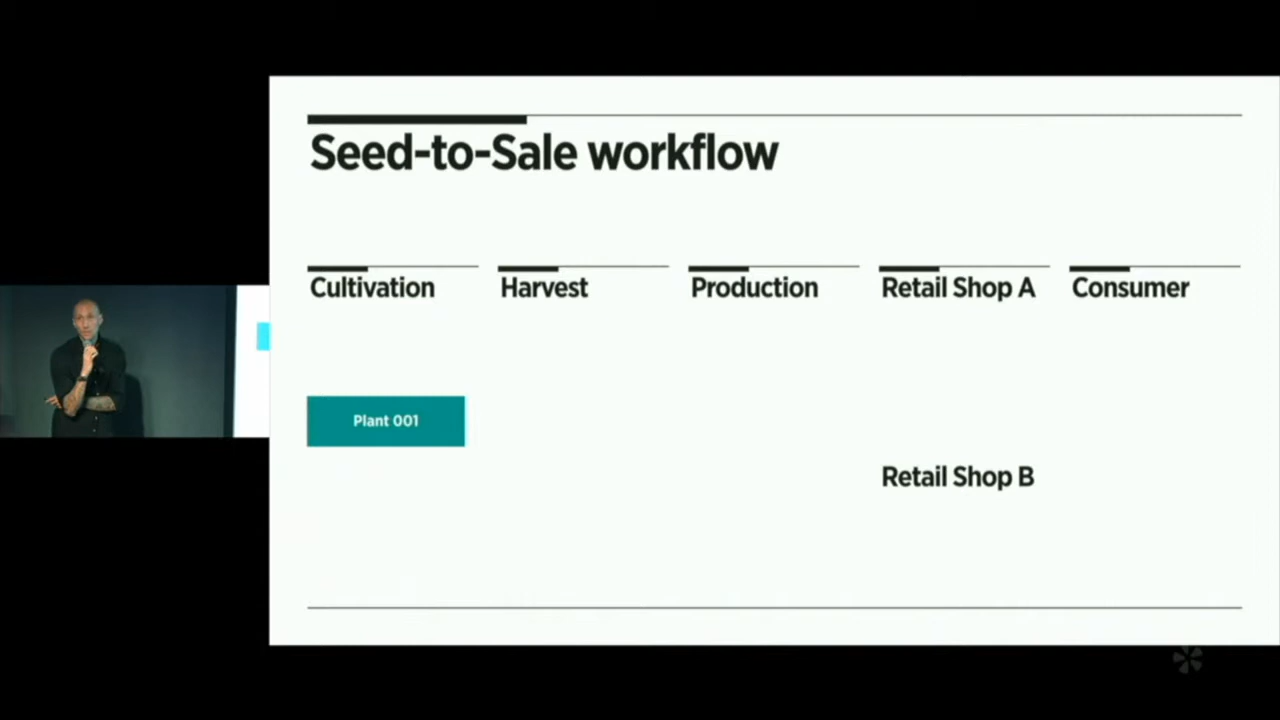 Seed-to-Sale workflow
Cultivation
Harvest
Production
Retail Shop A
Consumer
Plant 001
Retail Shop B